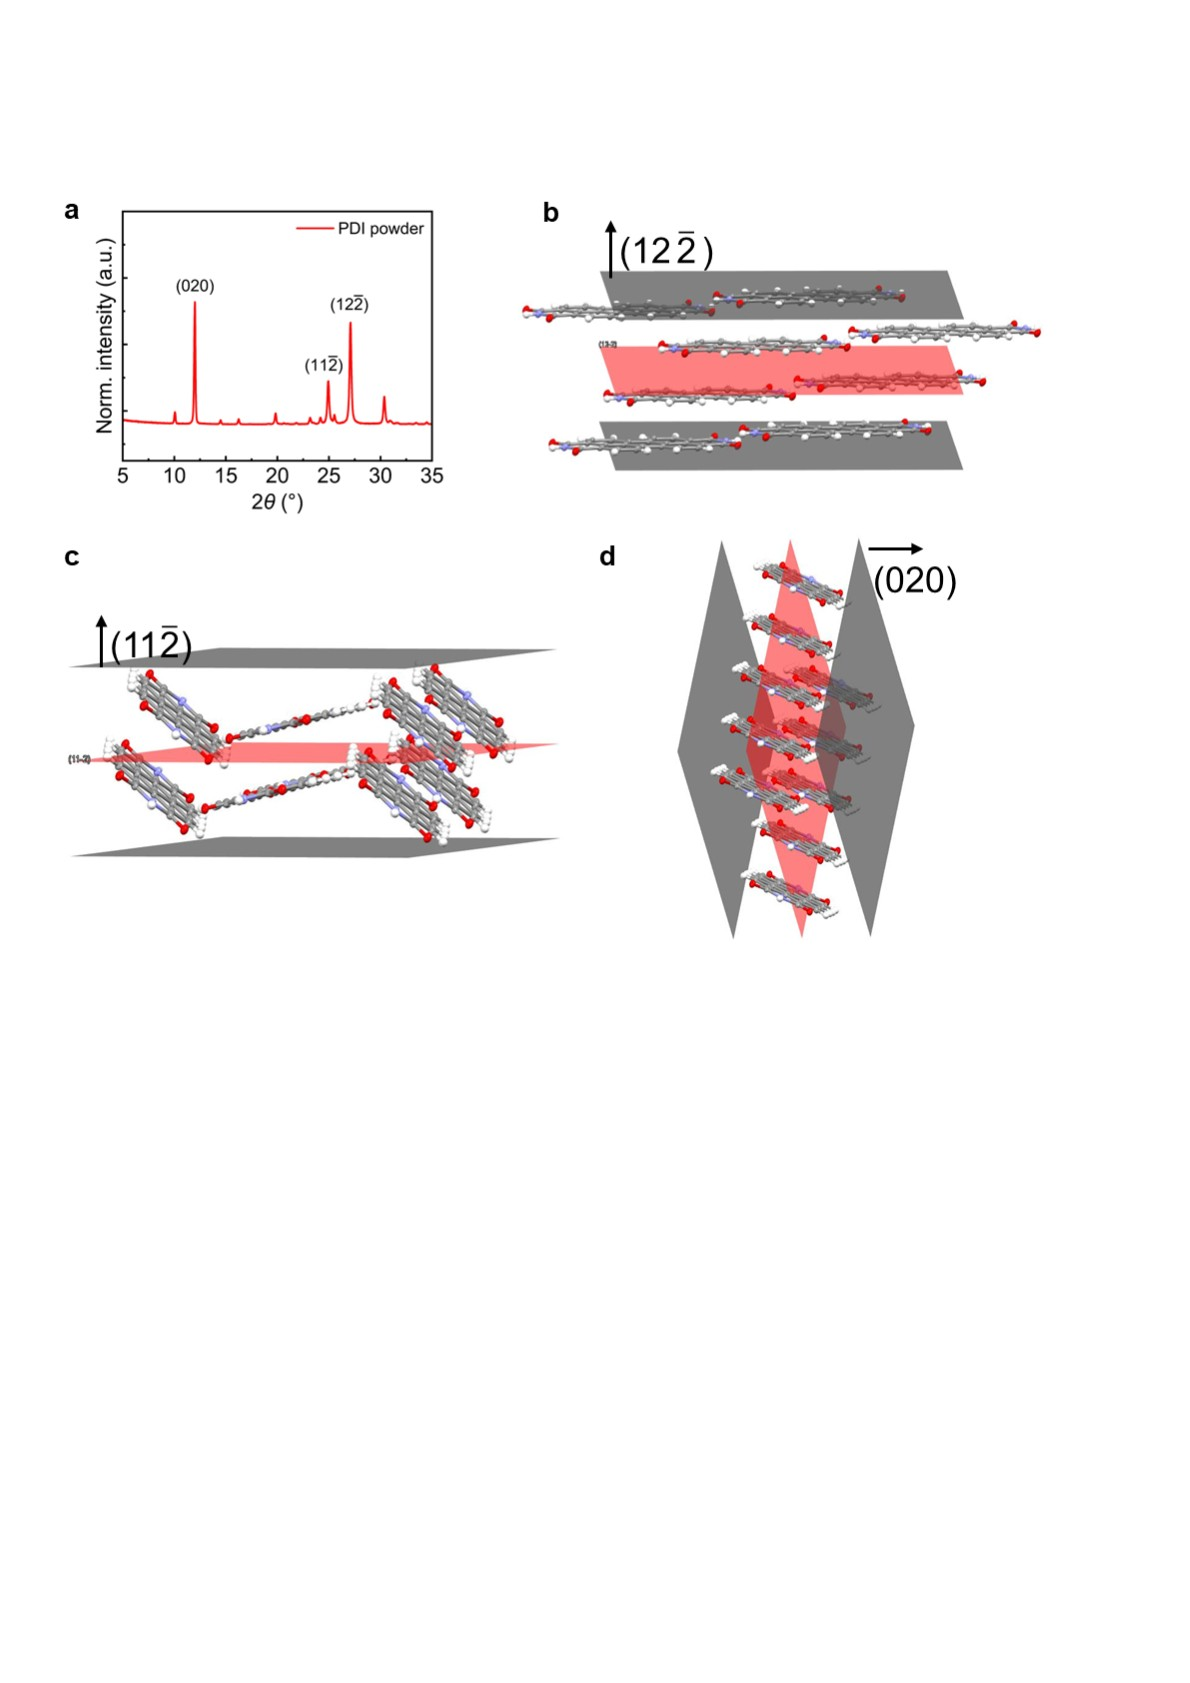 a
PDI powder
(020)
(12̅2̅)
(112̅)
Norm. intensity (a.u.)
5 10 15 20 25 30 35
2θ (°)
b
(122̅)
c
(112̅)
(11-2)
d
(020)